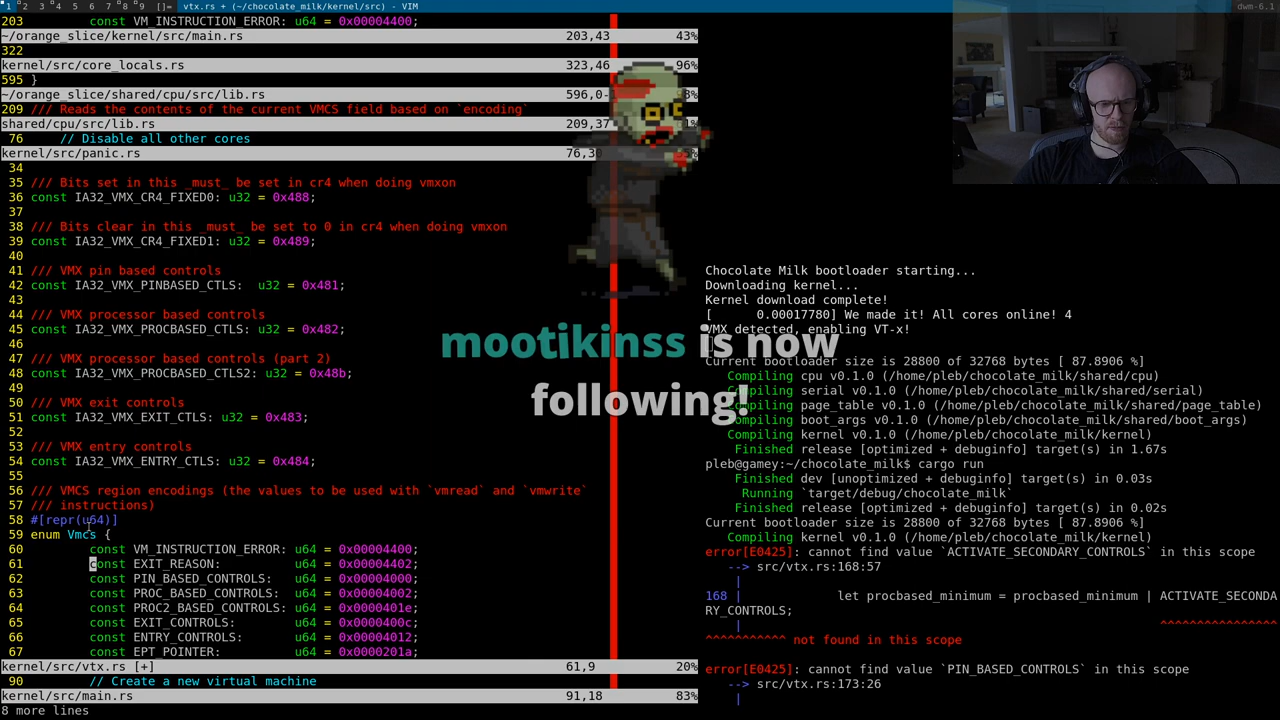 1 2 3 4 5 6 7 8 9 []= vtx.rs + (~/chocolate_milk/kernel/src) - VIM dwm-6.1
203 const VM_INSTRUCTION_ERROR: u64 = 0x00004400;
~/orange_slice/kernel/src/main.rs 203,43 43%
322
kernel/src/core_locals.rs 323,46 96%
595 }
~/orange_slice/shared/cpu/src/lib.rs 596,0-
209 /// Reads the contents of the current VMCS field based on `encoding`
shared/cpu/src/lib.rs 209,37
76 // Disable all other cores
kernel/src/panic.rs
34
35 /// Bits set in this _must_ be set in cr4 when doing vmxon
36 const IA32_VMX_CR4_FIXED0: u32 = 0x488;
37
38 /// Bits clear in this _must_ be set to 0 in cr4 when doing vmxon
39 const IA32_VMX_CR4_FIXED1: u32 = 0x489;
40
41 /// VMX pin based controls
42 const IA32_VMX_PINBASED_CTLS:  u32 = 0x481;
43
44 /// VMX processor based controls
45 const IA32_VMX_PROCBASED_CTLS: u32 = 0x482;
46
47 /// VMX processor based controls (part 2)
48 const IA32_VMX_PROCBASED_CTLS2: u32 = 0x48b;
49
50 /// VMX exit controls
51 const IA32_VMX_EXIT_CTLS: u32 = 0x483;
52
53 /// VMX entry controls
54 const IA32_VMX_ENTRY_CTLS: u32 = 0x484;
55
56 /// VMCS region encodings (the values to be used with `vmread` and `vmwrite`
57 /// instructions)
58 #[repr(u64)]
59 enum Vmcs {
60 const VM_INSTRUCTION_ERROR: u64 = 0x00004400;
61 const EXIT_REASON: u64 = 0x00004402;
62 const PIN_BASED_CONTROLS: u64 = 0x00004000;
63 const PROC_BASED_CONTROLS: u64 = 0x00004002;
64 const PROC2_BASED_CONTROLS: u64 = 0x0000401e;
65 const EXIT_CONTROLS: u64 = 0x0000400c;
66 const ENTRY_CONTROLS: u64 = 0x00004012;
67 const EPT_POINTER: u64 = 0x0000201a;
kernel/src/vtx.rs [+] 61,9 20%
90 // Create a new virtual machine
kernel/src/main.rs 91,18 83%
8 more lines
mootikinss is now
following!
Chocolate Milk bootloader starting...
Downloading kernel...
Kernel download complete!
[ 0.00017780] We made it! All cores online! 4
VMX detected, enabling VT-x!
Current bootloader size is 28800 of 32768 bytes [ 87.8906 %]
Compiling cpu v0.1.0 (/home/pleb/chocolate_milk/shared/cpu)
Compiling serial v0.1.0 (/home/pleb/chocolate_milk/shared/serial)
Compiling page_table v0.1.0 (/home/pleb/chocolate_milk/shared/page_table)
Compiling boot_args v0.1.0 (/home/pleb/chocolate_milk/shared/boot_args)
Compiling kernel v0.1.0 (/home/pleb/chocolate_milk/kernel)
Finished release [optimized + debuginfo] target(s) in 1.67s
pleb@gamey:~/chocolate_milk$ cargo run
Finished dev [unoptimized + debuginfo] target(s) in 0.03s
Running `target/debug/chocolate_milk`
Finished release [optimized + debuginfo] target(s) in 0.02s
Current bootloader size is 28800 of 32768 bytes [ 87.8906 %]
Compiling kernel v0.1.0 (/home/pleb/chocolate_milk/kernel)
error[E0425]: cannot find value `ACTIVATE_SECONDARY_CONTROLS` in this scope
--> src/vtx.rs:168:57
|
168 | let procbased_minimum = procbased_minimum | ACTIVATE_SECONDA
RY_CONTROLS;
| ^^^^^^^^^^^^^^^^
^^^^^^^^^^^ not found in this scope
error[E0425]: cannot find value `PIN_BASED_CONTROLS` in this scope
--> src/vtx.rs:173:26
|